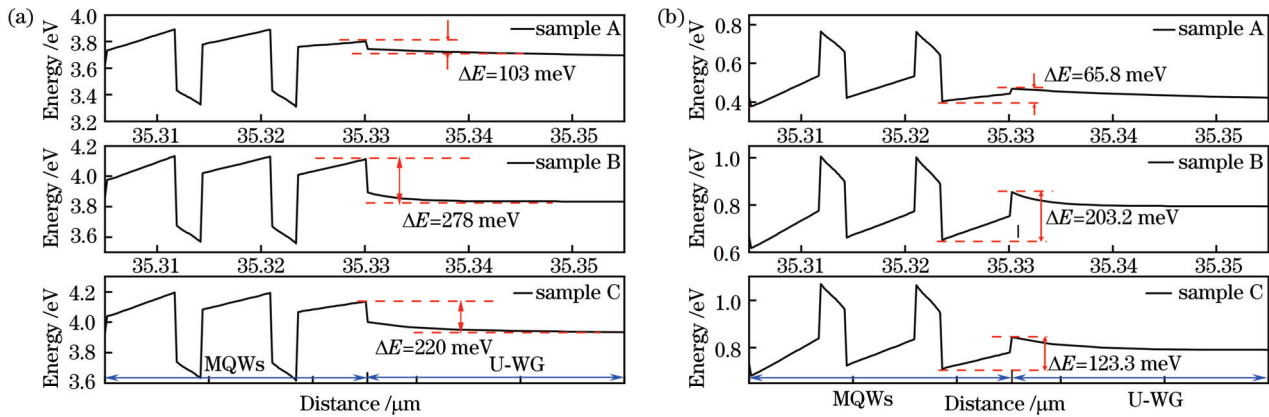 (a)
Energy /eV
4.0
3.8
3.6
3.4
3.2
sample A
ΔE=103 meV
35.31 35.32 35.33 35.34 35.35
Energy /eV
4.2
4.0
3.8
3.6
sample B
ΔE=278 meV
35.31 35.32 35.33 35.34 35.35
Energy /eV
4.2
4.0
3.8
3.6
sample C
ΔE=220 meV
MQWs
U-WG
Distance /μm
(b)
Energy /eV
0.8
0.6
0.4
sample A
ΔE=65.8 meV
35.31 35.32 35.33 35.34 35.35
Energy /eV
1.0
0.8
0.6
sample B
ΔE=203.2 meV
35.31 35.32 35.33 35.34 35.35
Energy /eV
1.0
0.8
sample C
ΔE=123.3 meV
MQWs Distance /μm U-WG